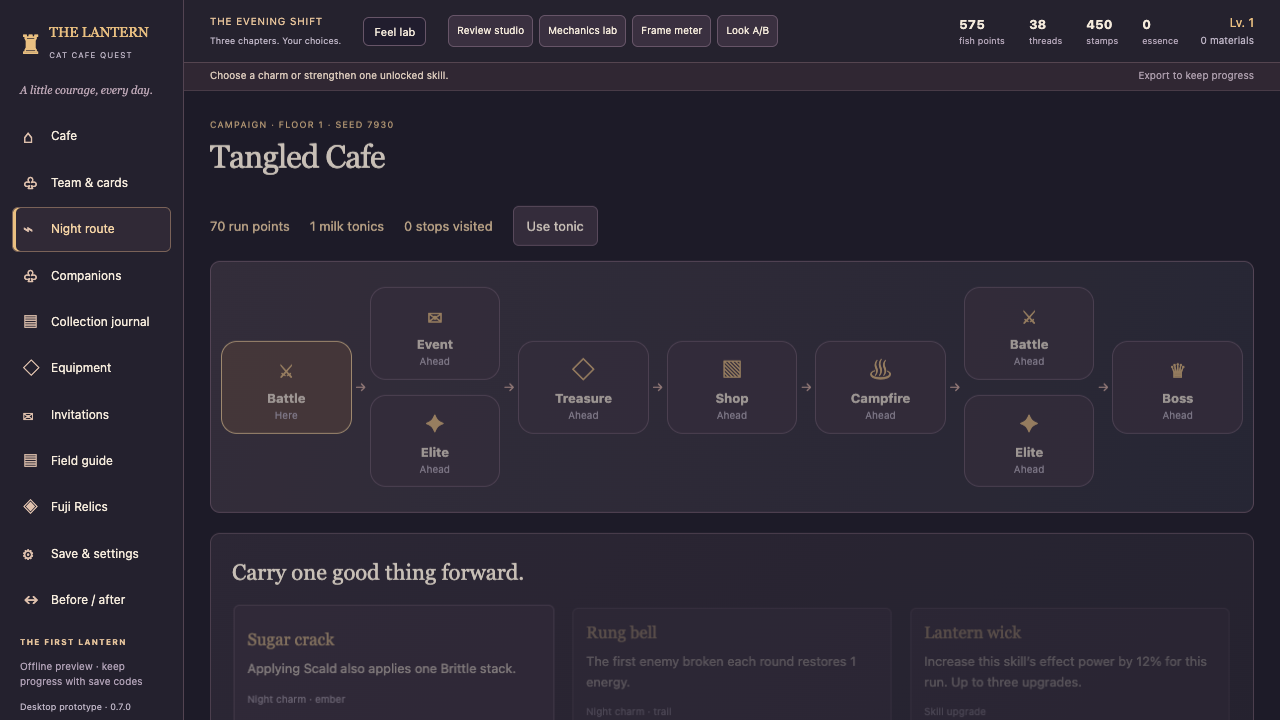 THE LANTERN
CAT CAFE QUEST
A little courage, every day.
Cafe
Team & cards
Night route
Companions
Collection journal
Equipment
Invitations
Field guide
Fuji Relics
Save & settings
Before / after
THE FIRST LANTERN
Offline preview · keep
progress with save codes
Desktop prototype · 0.7.0
THE EVENING SHIFT
Three chapters. Your choices.
Feel lab
Review studio
Mechanics lab
Frame meter
Look A/B
575
fish points
38
threads
450
stamps
0
essence
Lv. 1
0 materials
Choose a charm or strengthen one unlocked skill.
Export to keep progress
CAMPAIGN · FLOOR 1 · SEED 7930
Tangled Cafe
70 run points
1 milk tonics
0 stops visited
Use tonic
Battle
Here
Event
Ahead
Elite
Ahead
Treasure
Ahead
Shop
Ahead
Campfire
Ahead
Battle
Ahead
Elite
Ahead
Boss
Ahead
Carry one good thing forward.
Sugar crack
Applying Scald also applies one Brittle stack.
Night charm · ember
Rung bell
The first enemy broken each round restores 1
energy.
Night charm · trail
Lantern wick
Increase this skill's effect power by 12% for this
run. Up to three upgrades.
Skill upgrade